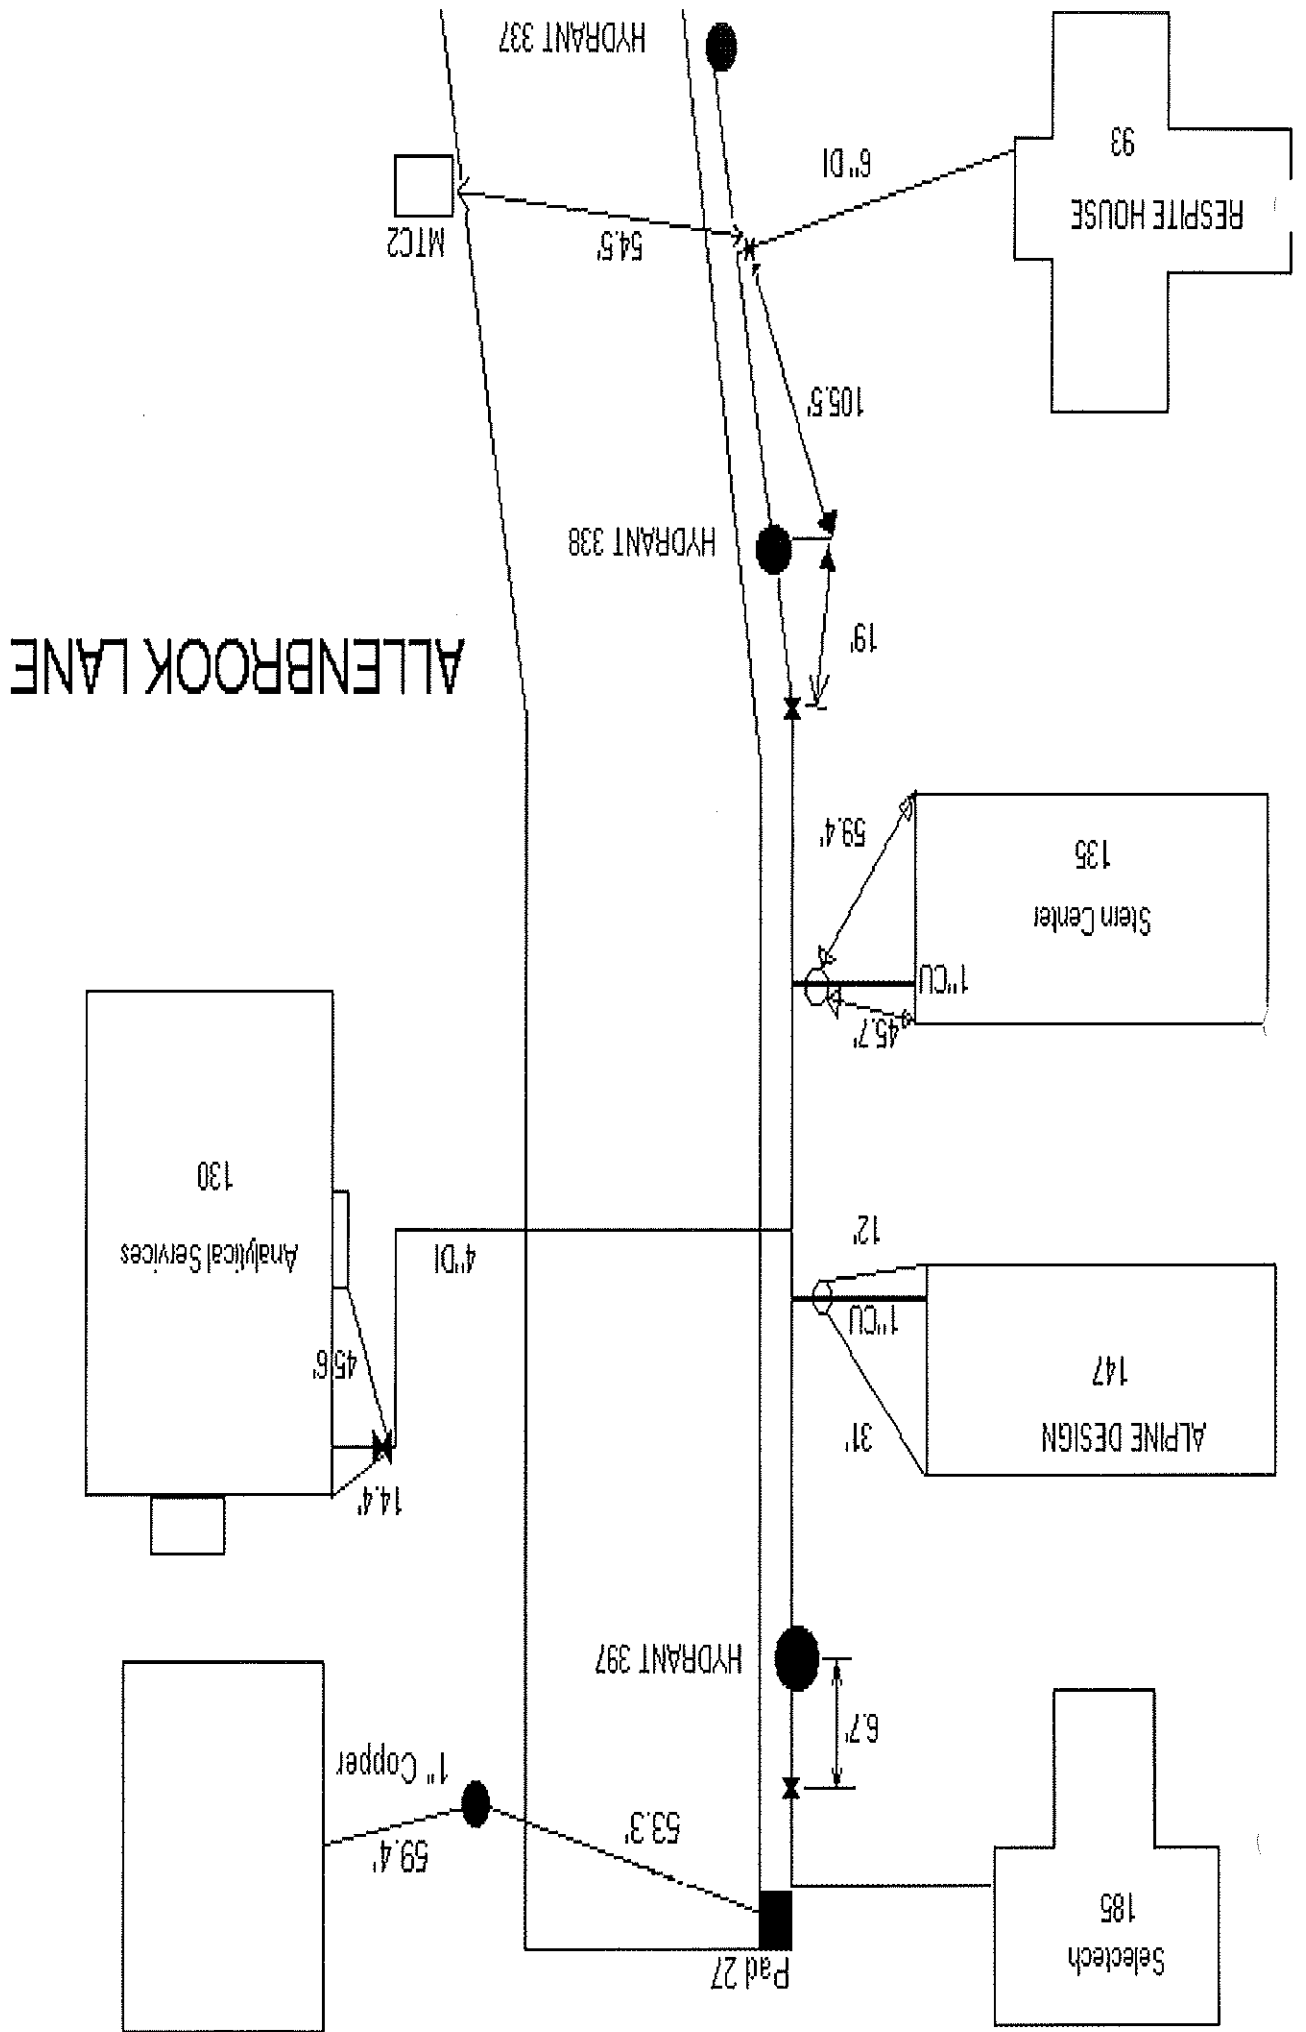 Pad 27
Selectech
185
59.4'
53.3'
1" Copper
6.7'
HYDRANT 397
14.4'
ALPINE DESIGN
147
31'
45.6'
1"CU
4"DI
Analytical Services
130
12'
45.7'
1"CU
Stern Center
135
59.4'
ALLENBROOK LANE
19'
HYDRANT 338
105.5'
MTC2
54.5'
RESPITE HOUSE
93
6" DI
HYDRANT 337